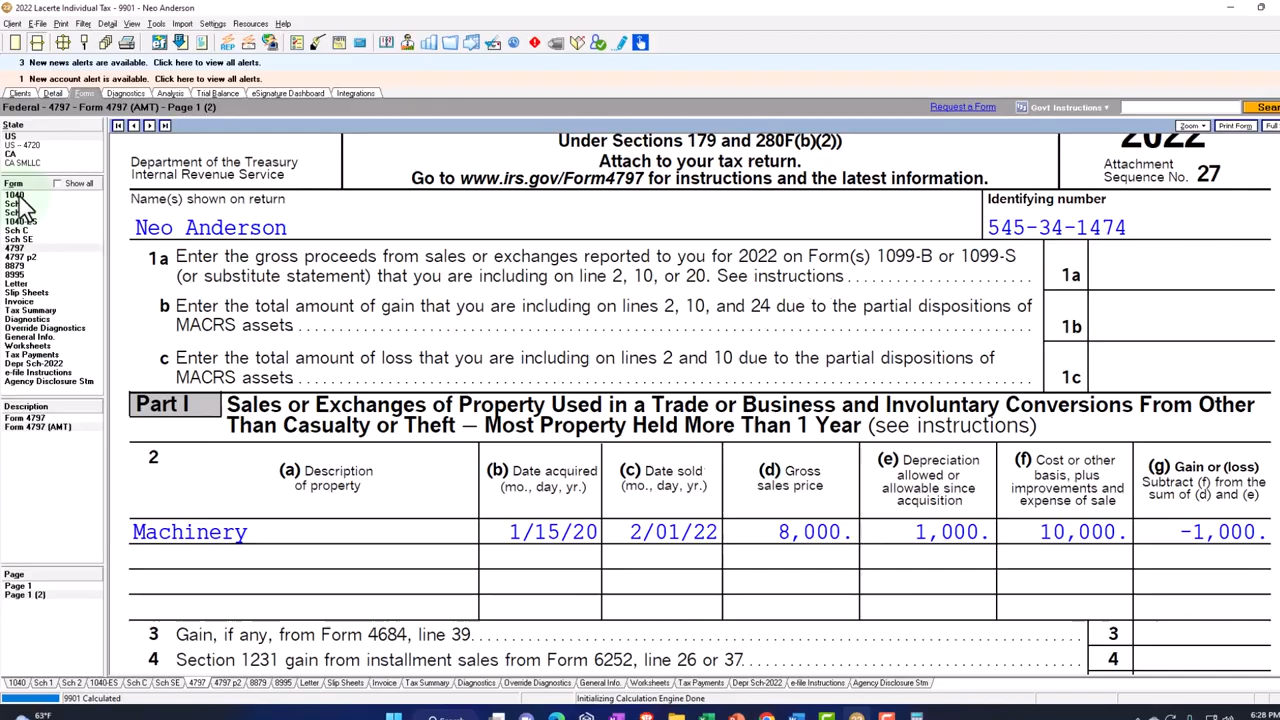 2022 Lacerte Individual Tax - 9901 - Neo Anderson
Client E-File Print Filter Detail View Tools Import Settings Resources Help
3 New news alerts are available. Click here to view all alerts.
1 New account alert is available. Click here to view all alerts.
Clients Detail Forms Diagnostics Analysis Trial Balance eSignature Dashboard Integrations
Federal - 4797 - Form 4797 (AMT) - Page 1 (2)
Request a Form Govt Instructions Sear
State
US
US -- 4720
CA
CA SMLLC
Form Show all
1040
Sch
Sch
1040-ES
Sch C
Sch SE
4797
4797 p2
8879
8995
Letter
Slip Sheets
Invoice
Tax Summary
Diagnostics
Override Diagnostics
General Info.
Worksheets
Tax Payments
Depr Sch-2022
e-file Instructions
Agency Disclosure Stm
Description
Form 4797
Form 4797 (AMT)
Page
Page 1
Page 1 (2)
Zoom Print Form Full
Under Sections 179 and 280F(b)(2))
2022
Department of the Treasury
Internal Revenue Service
Attach to your tax return.
Go to www.irs.gov/Form4797 for instructions and the latest information.
Attachment
Sequence No. 27
Name(s) shown on return
Identifying number
Neo Anderson
545-34-1474
1a Enter the gross proceeds from sales or exchanges reported to you for 2022 on Form(s) 1099-B or 1099-S
(or substitute statement) that you are including on line 2, 10, or 20. See instructions 1a
b Enter the total amount of gain that you are including on lines 2, 10, and 24 due to the partial dispositions of
MACRS assets 1b
c Enter the total amount of loss that you are including on lines 2 and 10 due to the partial dispositions of
MACRS assets 1c
Part I Sales or Exchanges of Property Used in a Trade or Business and Involuntary Conversions From Other
Than Casualty or Theft — Most Property Held More Than 1 Year (see instructions)
2 (a) Description
of property
(b) Date acquired
(mo., day, yr.)
(c) Date sold
(mo., day, yr.)
(d) Gross
sales price
(e) Depreciation
allowed or
allowable since
acquisition
(f) Cost or other
basis, plus
improvements and
expense of sale
(g) Gain or (loss)
Subtract (f) from the
sum of (d) and (e)
Machinery 1/15/20 2/01/22 8,000. 1,000. 10,000. -1,000.
3 Gain, if any, from Form 4684, line 39 3
4 Section 1231 gain from installment sales from Form 6252, line 26 or 37 4
1040 Sch 1 Sch 2 1040-ES Sch C Sch SE 4797 4797 p2 8879 8995 Letter Slip Sheets Invoice Tax Summary Diagnostics Override Diagnostics General Info. Worksheets Tax Payments Depr Sch-2022 e-file Instructions Agency Disclosure Stm
9901 Calculated Initializing Calculation Engine Done
63°F
Search
6:28 PM